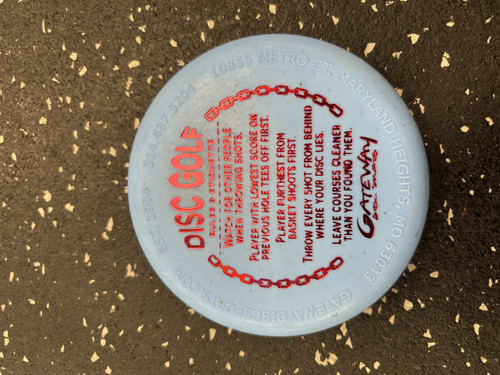 DISC GOLF
RULES & ETIQUETTE
WATCH FOR OTHER PEOPLE
WHEN THROWING SHOTS.
PLAYER WITH LOWEST SCORE ON
PREVIOUS HOLE TEES OFF FIRST.
PLAYER FURTHEST FROM
BASKET SHOOTS FIRST.
THROW EVERY SHOT FROM BEHIND
WHERE YOUR DISC LIES.
LEAVE COURSES CLEANER
THAN YOU FOUND THEM.
GATEWAY
METRO CT. MARYLAND HEIGHTS, MO 63043
GATEWAYDISCSPORTS.COM
EST.